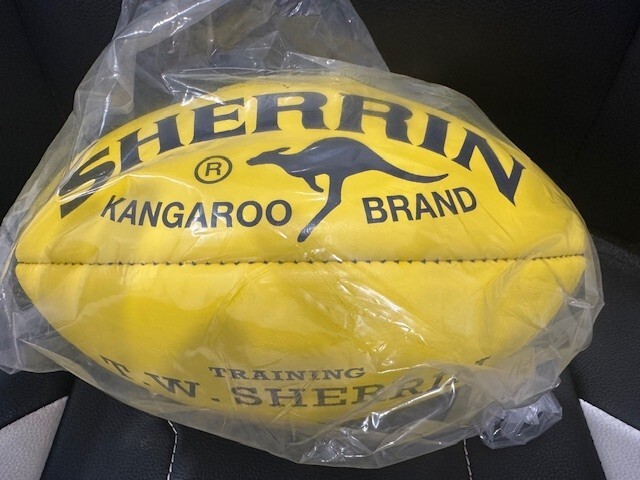 SHERRIN
®
KANGAROO BRAND
TRAINING
T.W. SHERRIN